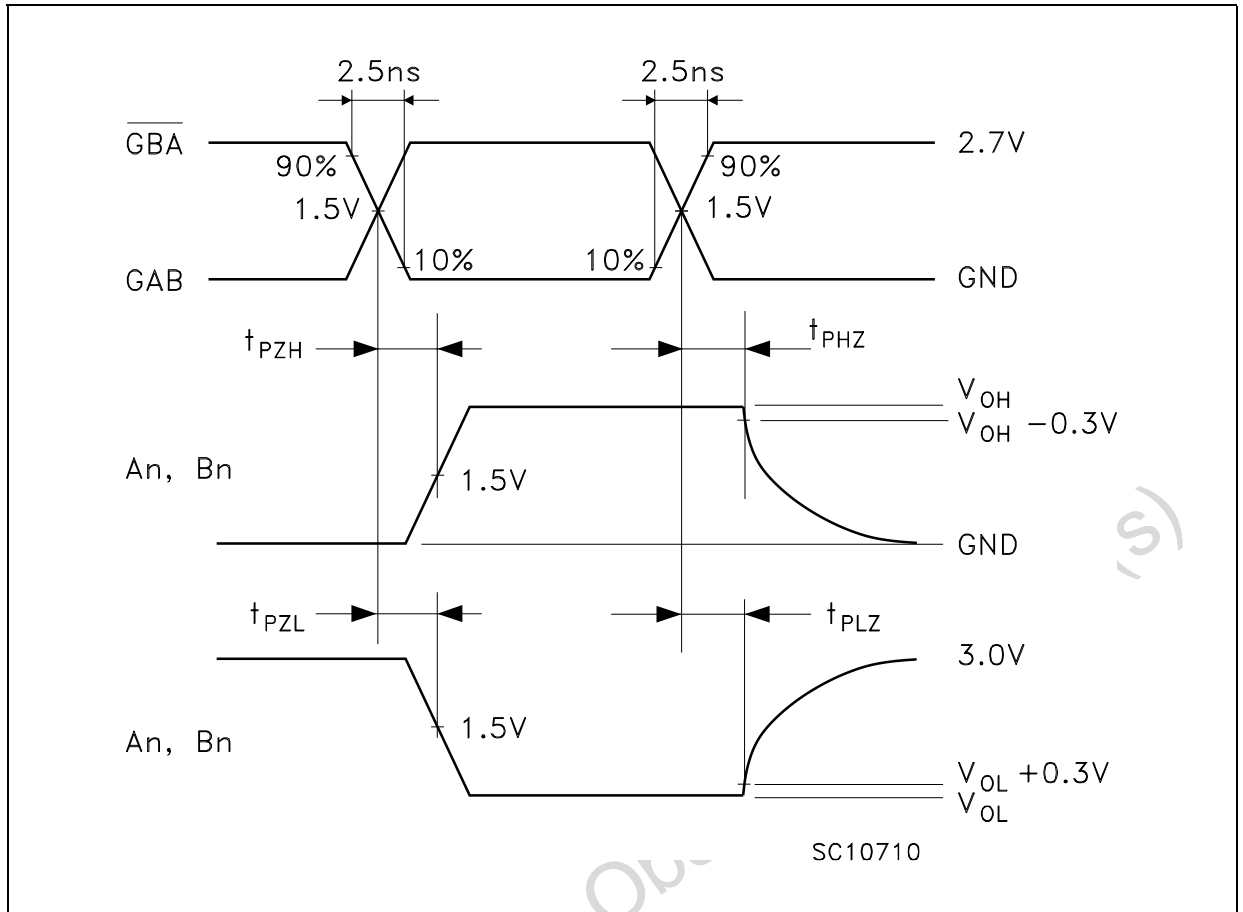 2.5ns 2.5ns
GBA 2.7V
90% 90%
1.5V 1.5V
10% 10%
GAB GND
tPZH tPHZ
VOH
VOH −0.3V
An, Bn 1.5V
GND
tPZL tPLZ
3.0V
An, Bn 1.5V
VOL +0.3V
VOL
SC10710